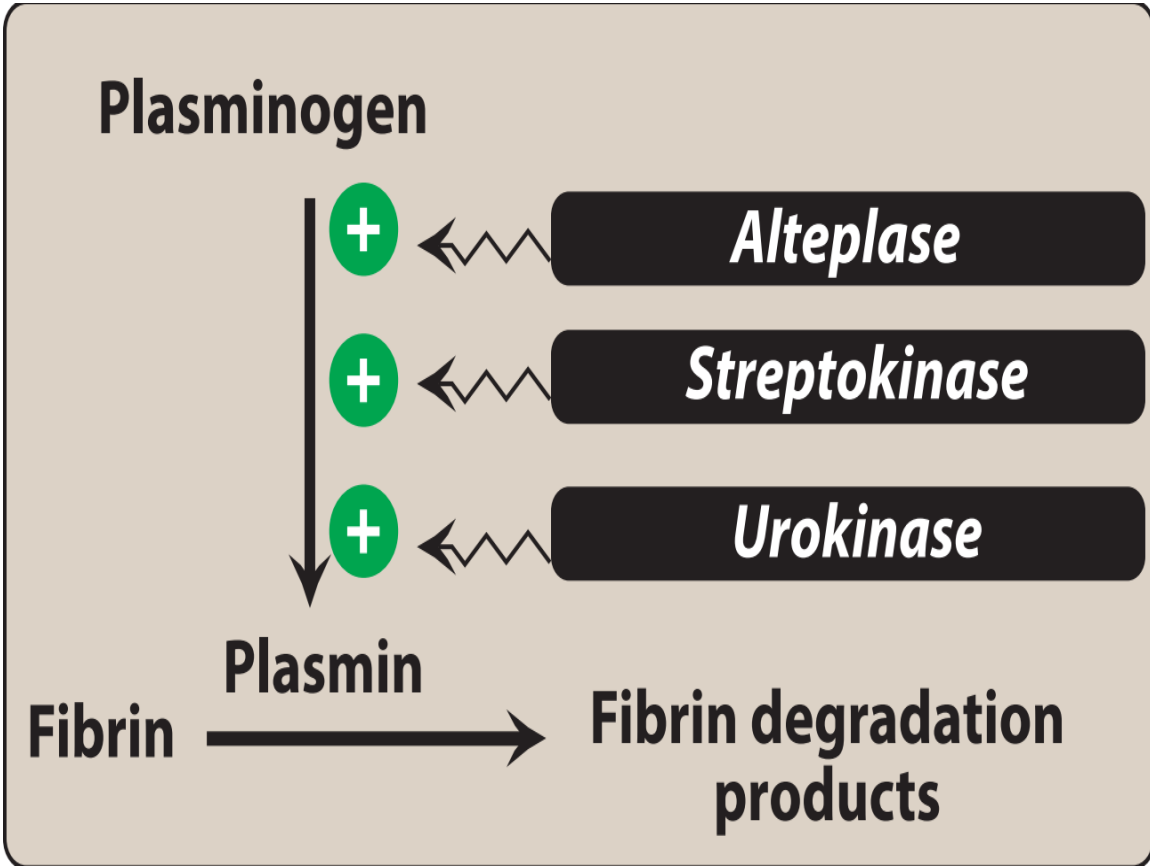 Plasminogen
+
Alteplase
+
Streptokinase
+
Urokinase
Plasmin
Fibrin
Fibrin degradation
products